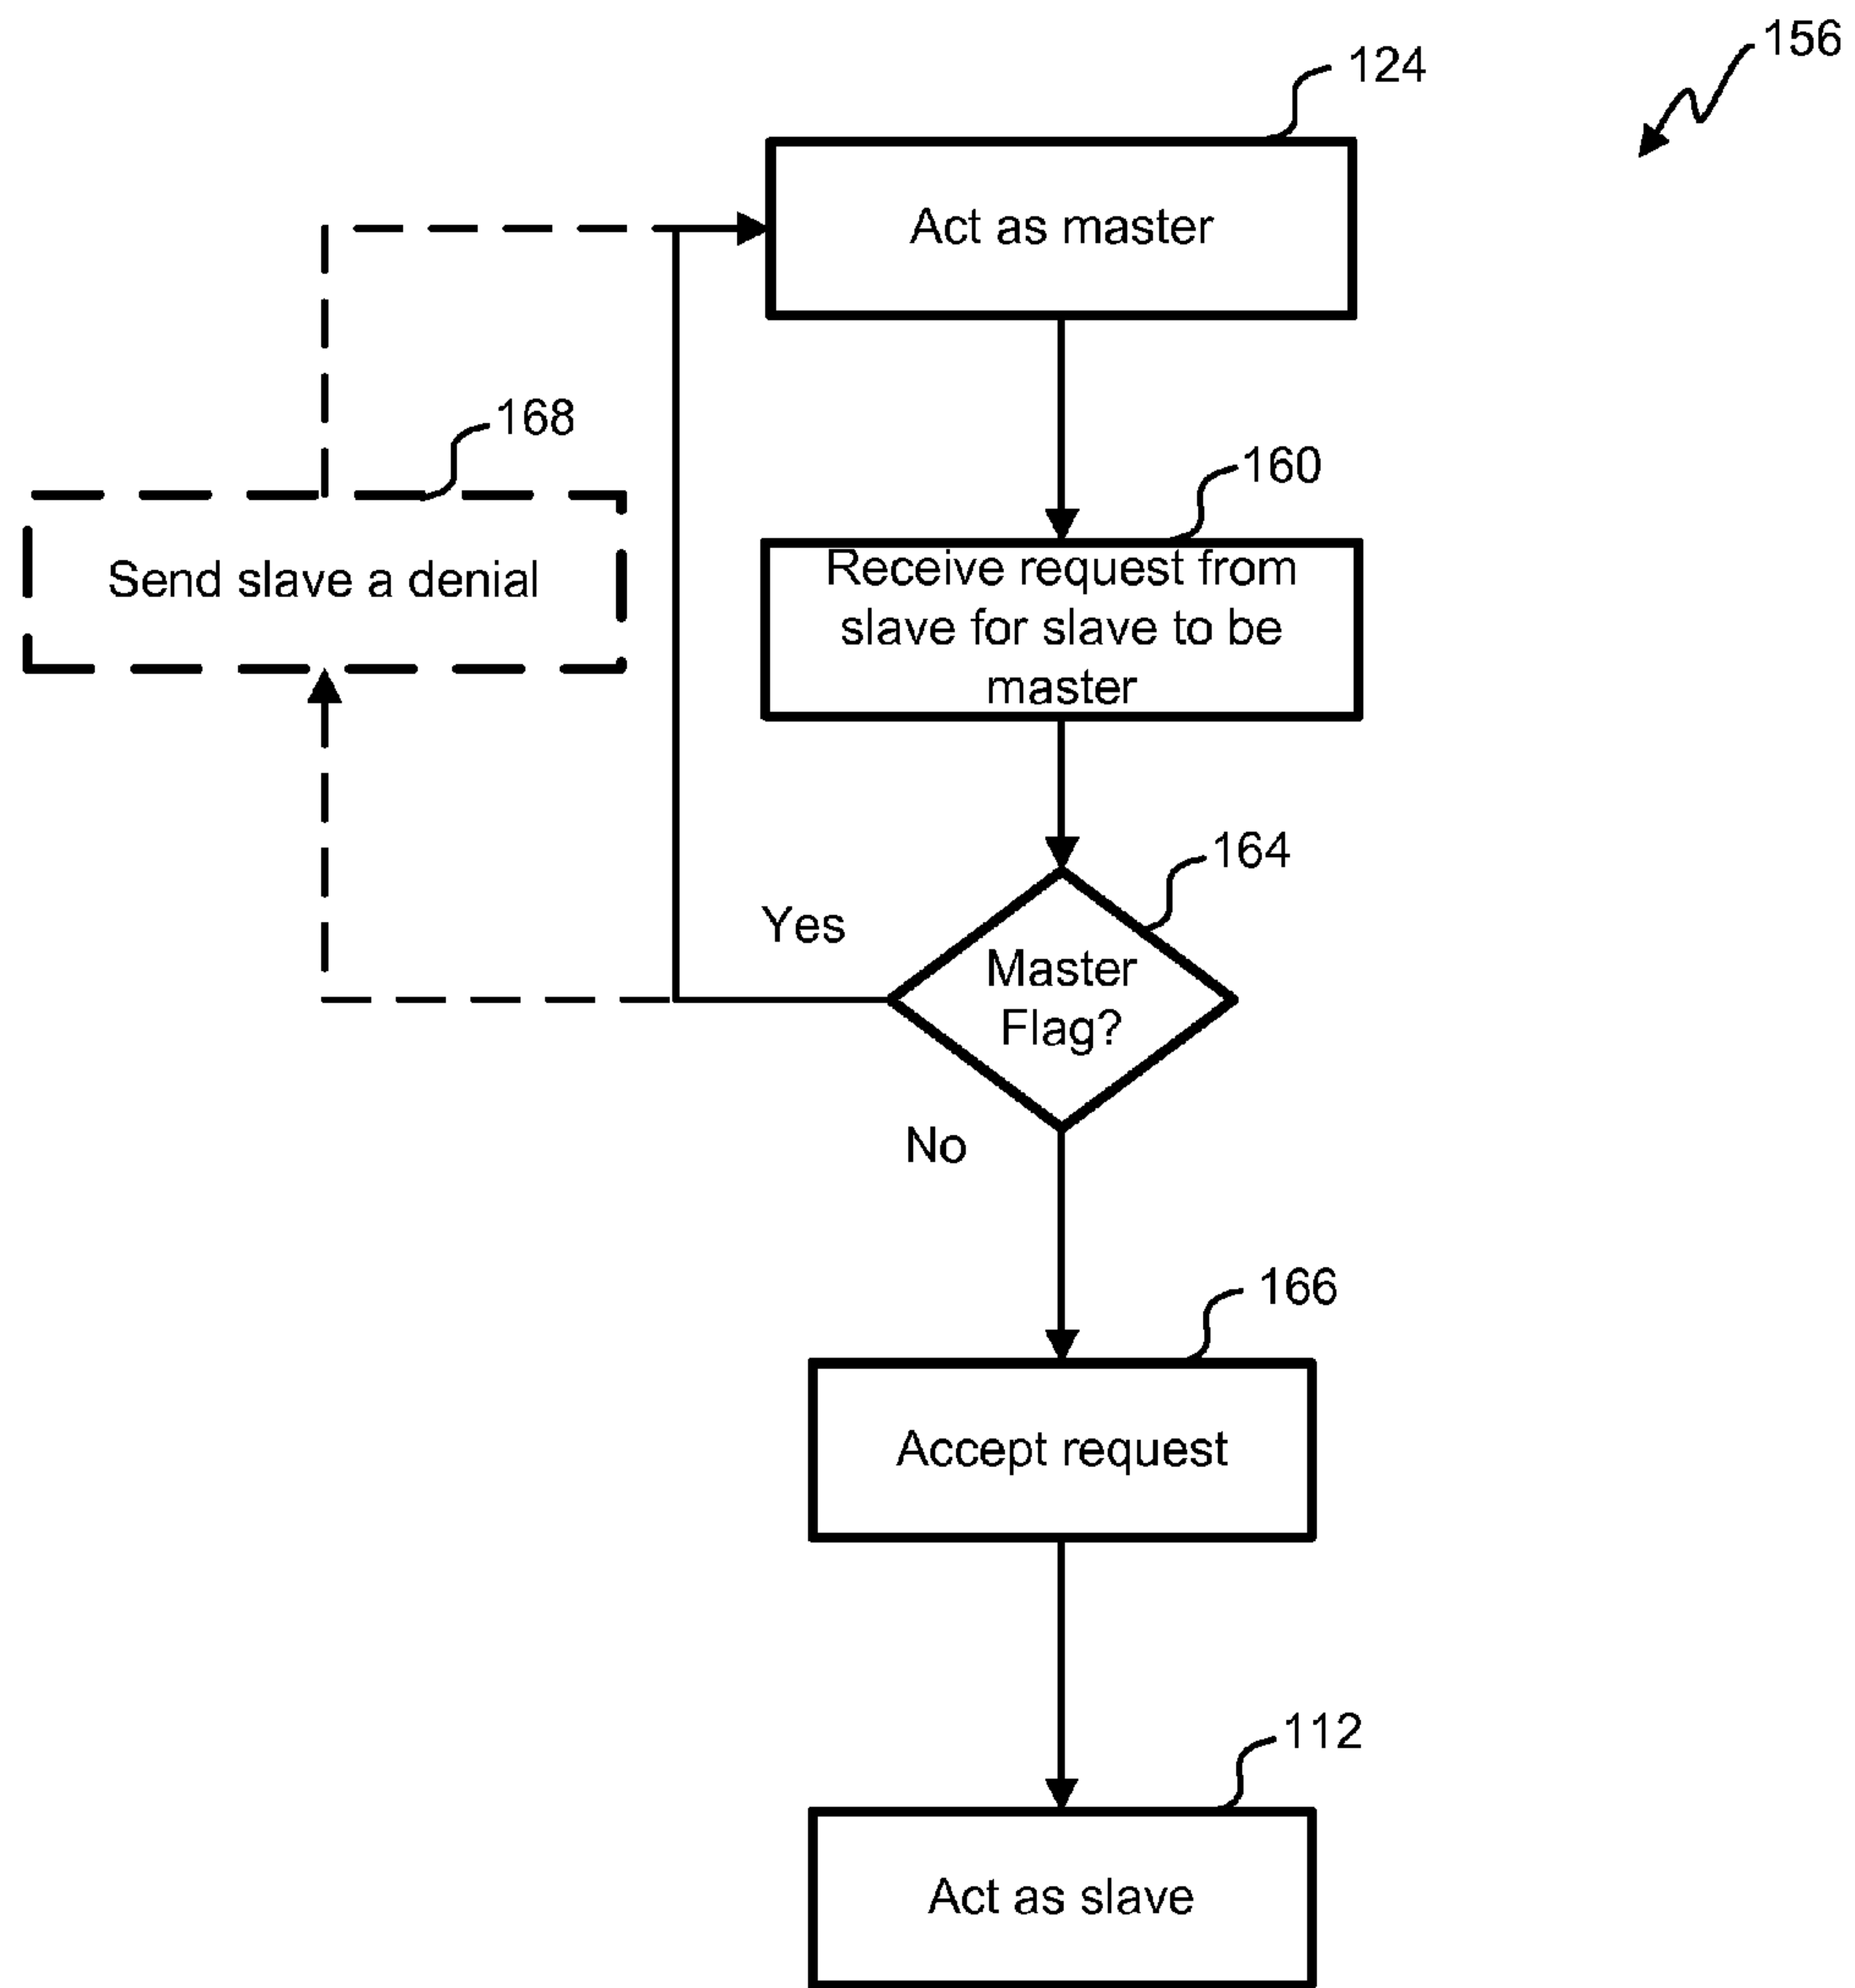 156
124
Act as master
168
160
Send slave a denial
Receive request from
slave for slave to be
master
164
Yes
Master
Flag?
No
166
Accept request
112
Act as slave